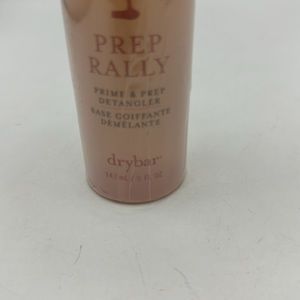 PREP
RALLY
PRIME & PREP
DETANGLER
BASE COIFFANTE
DÉMÊLANTE
drybar